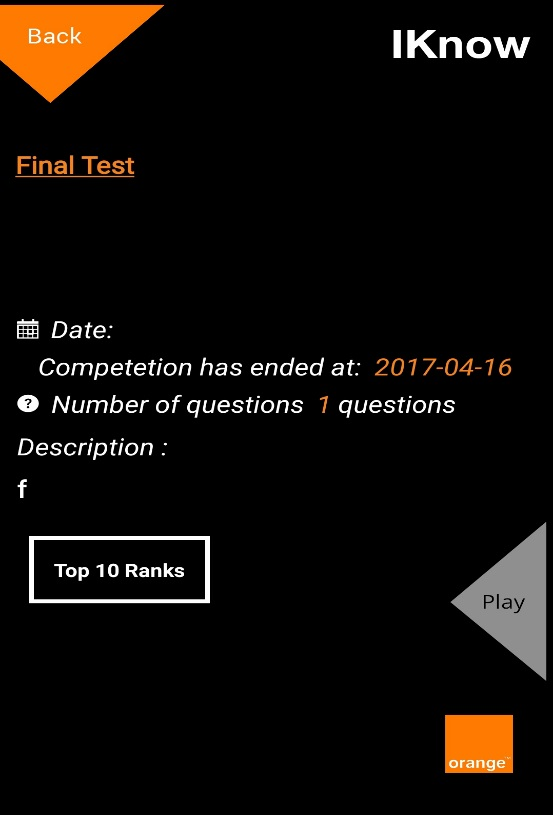 Back
IKnow
Final Test
Date:
Competetion has ended at: 2017-04-16
? Number of questions 1 questions
Description :
f
Top 10 Ranks
Play
orange™